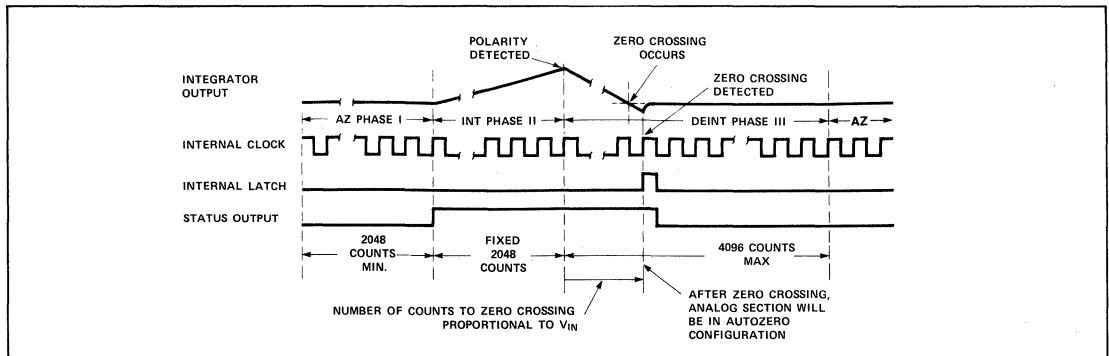 POLARITY
DETECTED
ZERO CROSSING
OCCURS
INTEGRATOR
OUTPUT
ZERO CROSSING
DETECTED
AZ PHASE I
INT PHASE II
DEINT PHASE III
AZ
INTERNAL CLOCK
INTERNAL LATCH
STATUS OUTPUT
2048
COUNTS
MIN.
FIXED
2048
COUNTS
4096 COUNTS
MAX
NUMBER OF COUNTS TO ZERO CROSSING
PROPORTIONAL TO VIN
AFTER ZERO CROSSING,
ANALOG SECTION WILL
BE IN AUTOZERO
CONFIGURATION